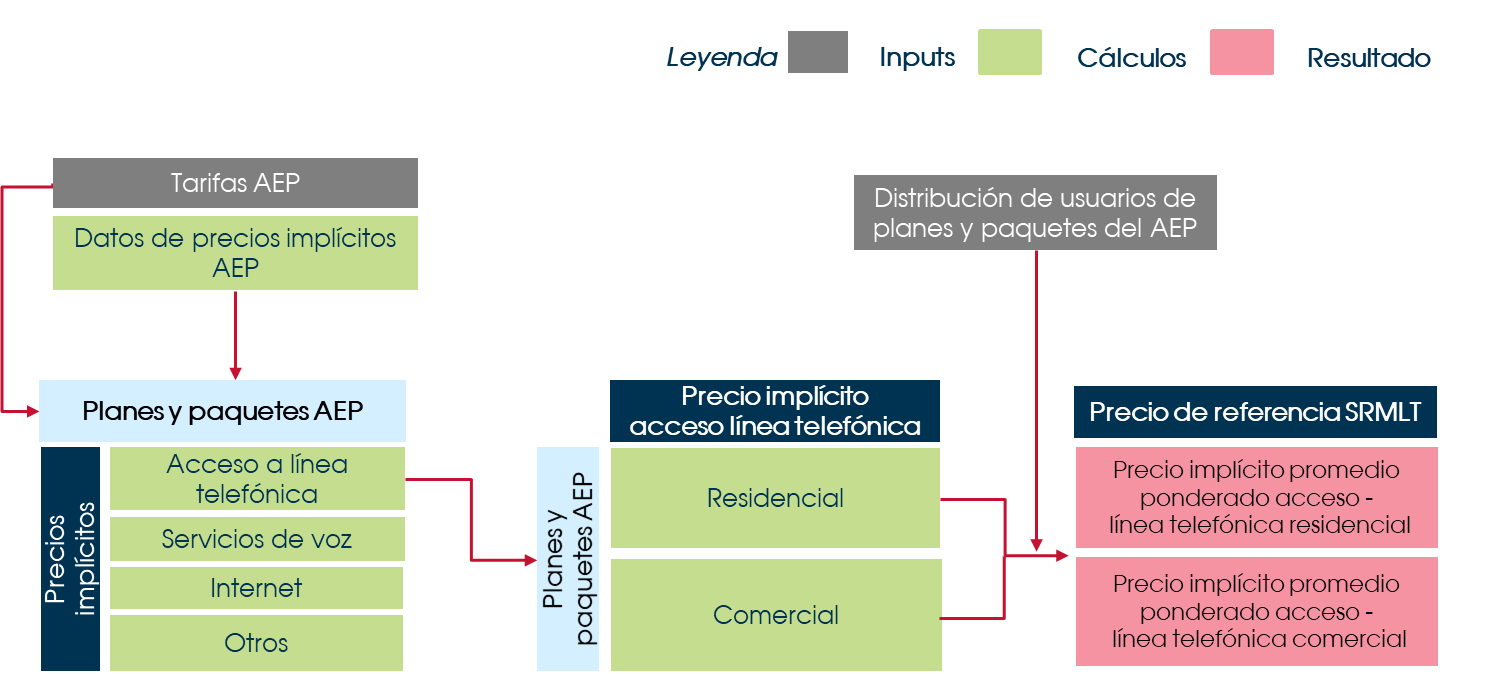 Leyenda
Inputs
Cálculos
Resultado
Tarifas AEP
Datos de precios implícitos
AEP
Distribución de usuarios de
planes y paquetes del AEP
Planes y paquetes AEP
Precios
implícitos
Acceso a línea
telefónica
Servicios de voz
Internet
Otros
Planes y
paquetes AEP
Precio implícito
acceso línea telefónica
Residencial
Comercial
Precio de referencia SRMLT
Precio implícito promedio
ponderado acceso -
línea telefónica residencial
Precio implícito promedio
ponderado acceso -
línea telefónica comercial